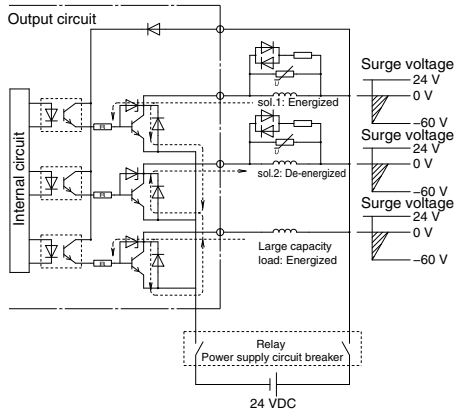 Output circuit
Internal circuit
sol.1: Energized
U
sol.2: De-energized
U
Large capacity
load: Energized
Surge voltage
24 V
0 V
−60 V
Surge voltage
24 V
0 V
−60 V
Surge voltage
24 V
0 V
−60 V
Relay
Power supply circuit breaker
24 VDC